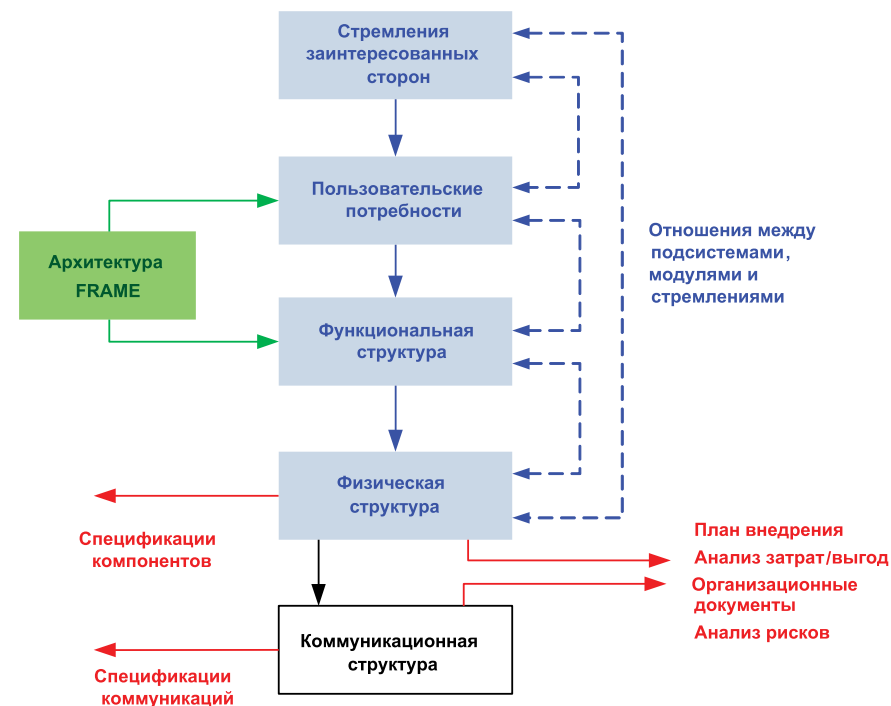 Стремления
заинтересованных
сторон
Пользовательские
потребности
Отношения между
подсистемами,
модулями и
стремлениями
Архитектура
FRAME
Функциональная
структура
Физическая
структура
Спецификации
компонентов
План внедрения
Анализ затрат/выгод
Организационные
документы
Анализ рисков
Коммуникационная
структура
Спецификации
коммуникаций